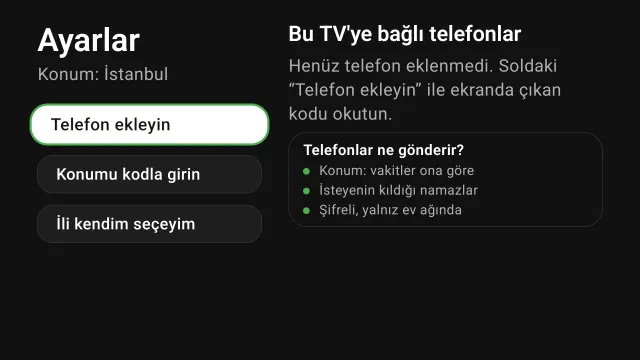 Ayarlar
Konum: İstanbul
Telefon ekleyin
Konumu kodla girin
İli kendim seçeyim
Bu TV'ye bağlı telefonlar
Henüz telefon eklenmedi. Soldaki
“Telefon ekleyin” ile ekranda çıkan
kodu okutun.
Telefonlar ne gönderir?
Konum: vakitler ona göre
İsteyenin kıldığı namazlar
Şifreli, yalnız ev ağında